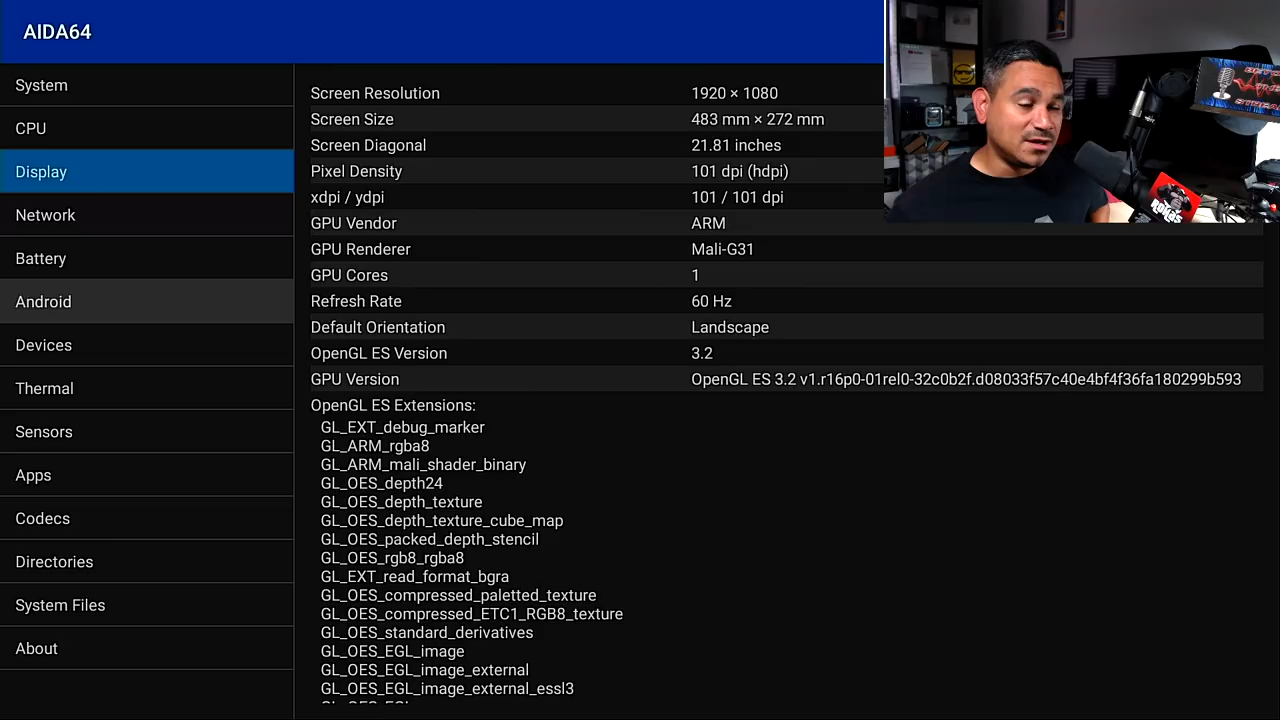 AIDA64
System
CPU
Display
Network
Battery
Android
Devices
Thermal
Sensors
Apps
Codecs
Directories
System Files
About
Screen Resolution 1920 × 1080
Screen Size 483 mm × 272 mm
Screen Diagonal 21.81 inches
Pixel Density 101 dpi (hdpi)
xdpi / ydpi 101 / 101 dpi
GPU Vendor ARM
GPU Renderer Mali-G31
GPU Cores 1
Refresh Rate 60 Hz
Default Orientation Landscape
OpenGL ES Version 3.2
GPU Version OpenGL ES 3.2 v1.r16p0-01rel0-32c0b2f.d08033f57c40e4bf4f36fa180299b593
OpenGL ES Extensions:
GL_EXT_debug_marker
GL_ARM_rgba8
GL_ARM_mali_shader_binary
GL_OES_depth24
GL_OES_depth_texture
GL_OES_depth_texture_cube_map
GL_OES_packed_depth_stencil
GL_OES_rgb8_rgba8
GL_EXT_read_format_bgra
GL_OES_compressed_paletted_texture
GL_OES_compressed_ETC1_RGB8_texture
GL_OES_standard_derivatives
GL_OES_EGL_image
GL_OES_EGL_image_external
GL_OES_EGL_image_external_essl3